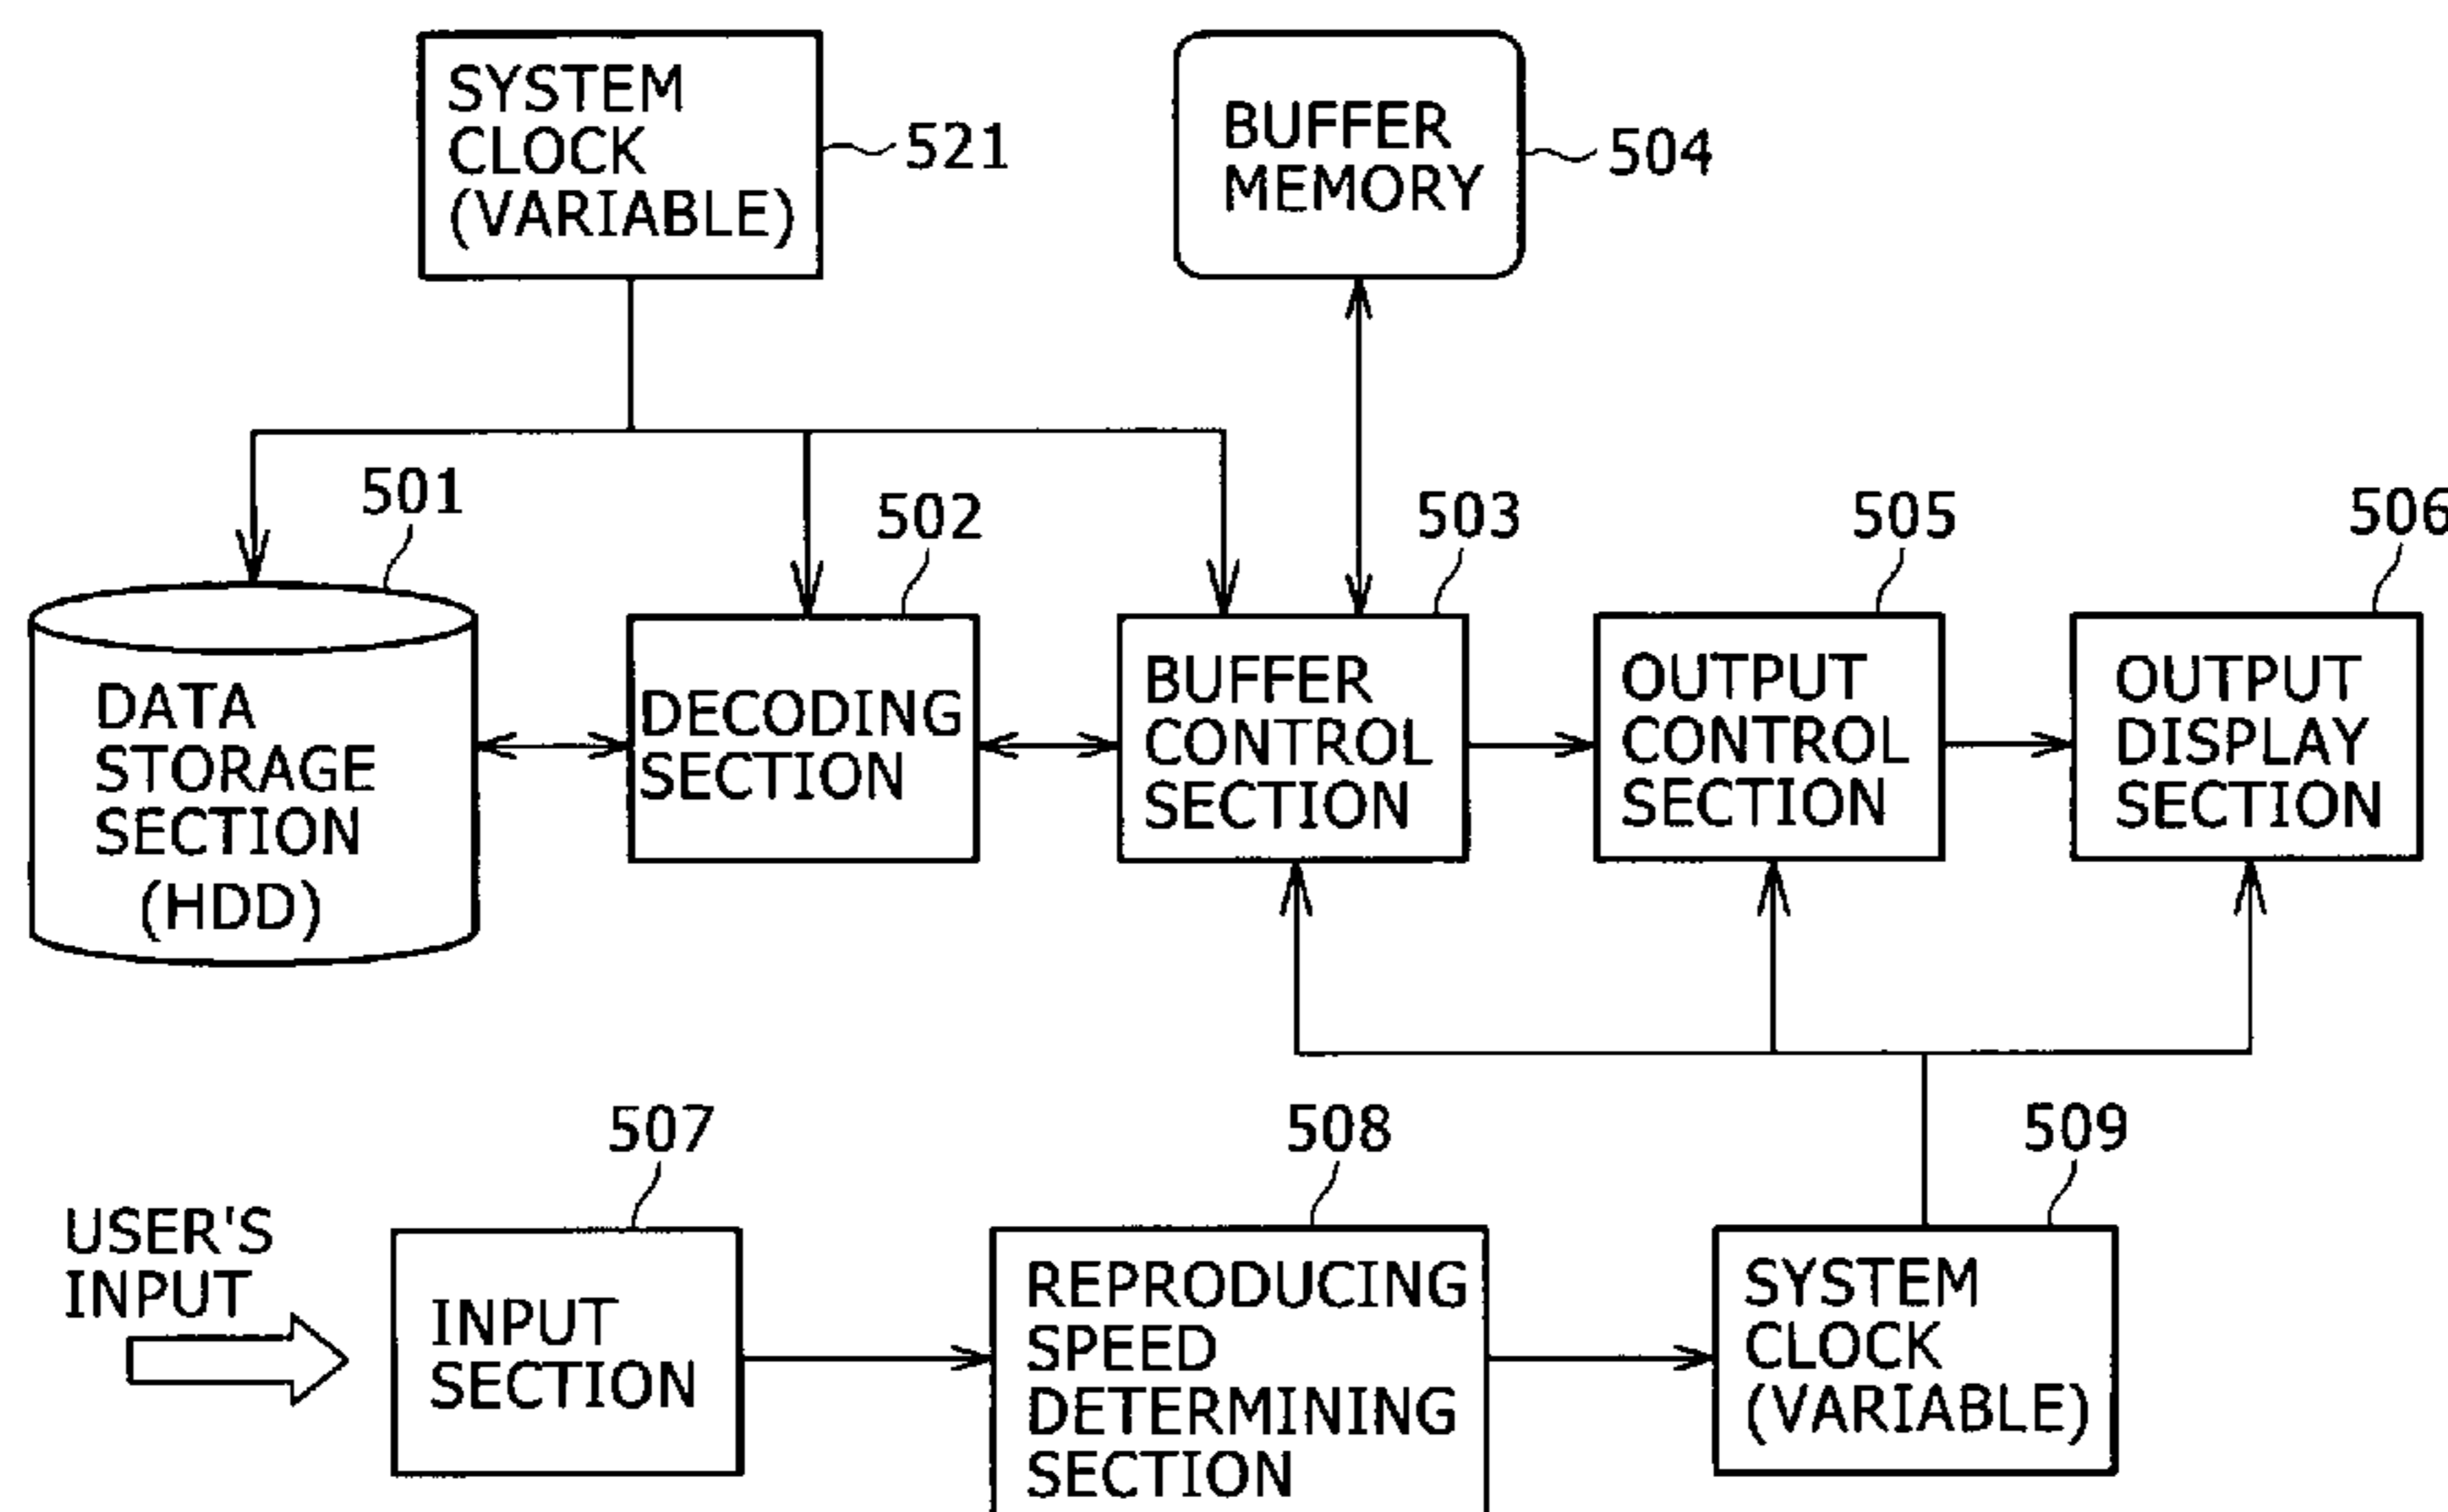 SYSTEM
CLOCK
(VARIABLE)
521
BUFFER
MEMORY
504
501
502
503
505
506
DATA
STORAGE
SECTION
(HDD)
DECODING
SECTION
BUFFER
CONTROL
SECTION
OUTPUT
CONTROL
SECTION
OUTPUT
DISPLAY
SECTION
507
508
509
USER'S
INPUT
INPUT
SECTION
REPRODUCING
SPEED
DETERMINING
SECTION
SYSTEM
CLOCK
(VARIABLE)